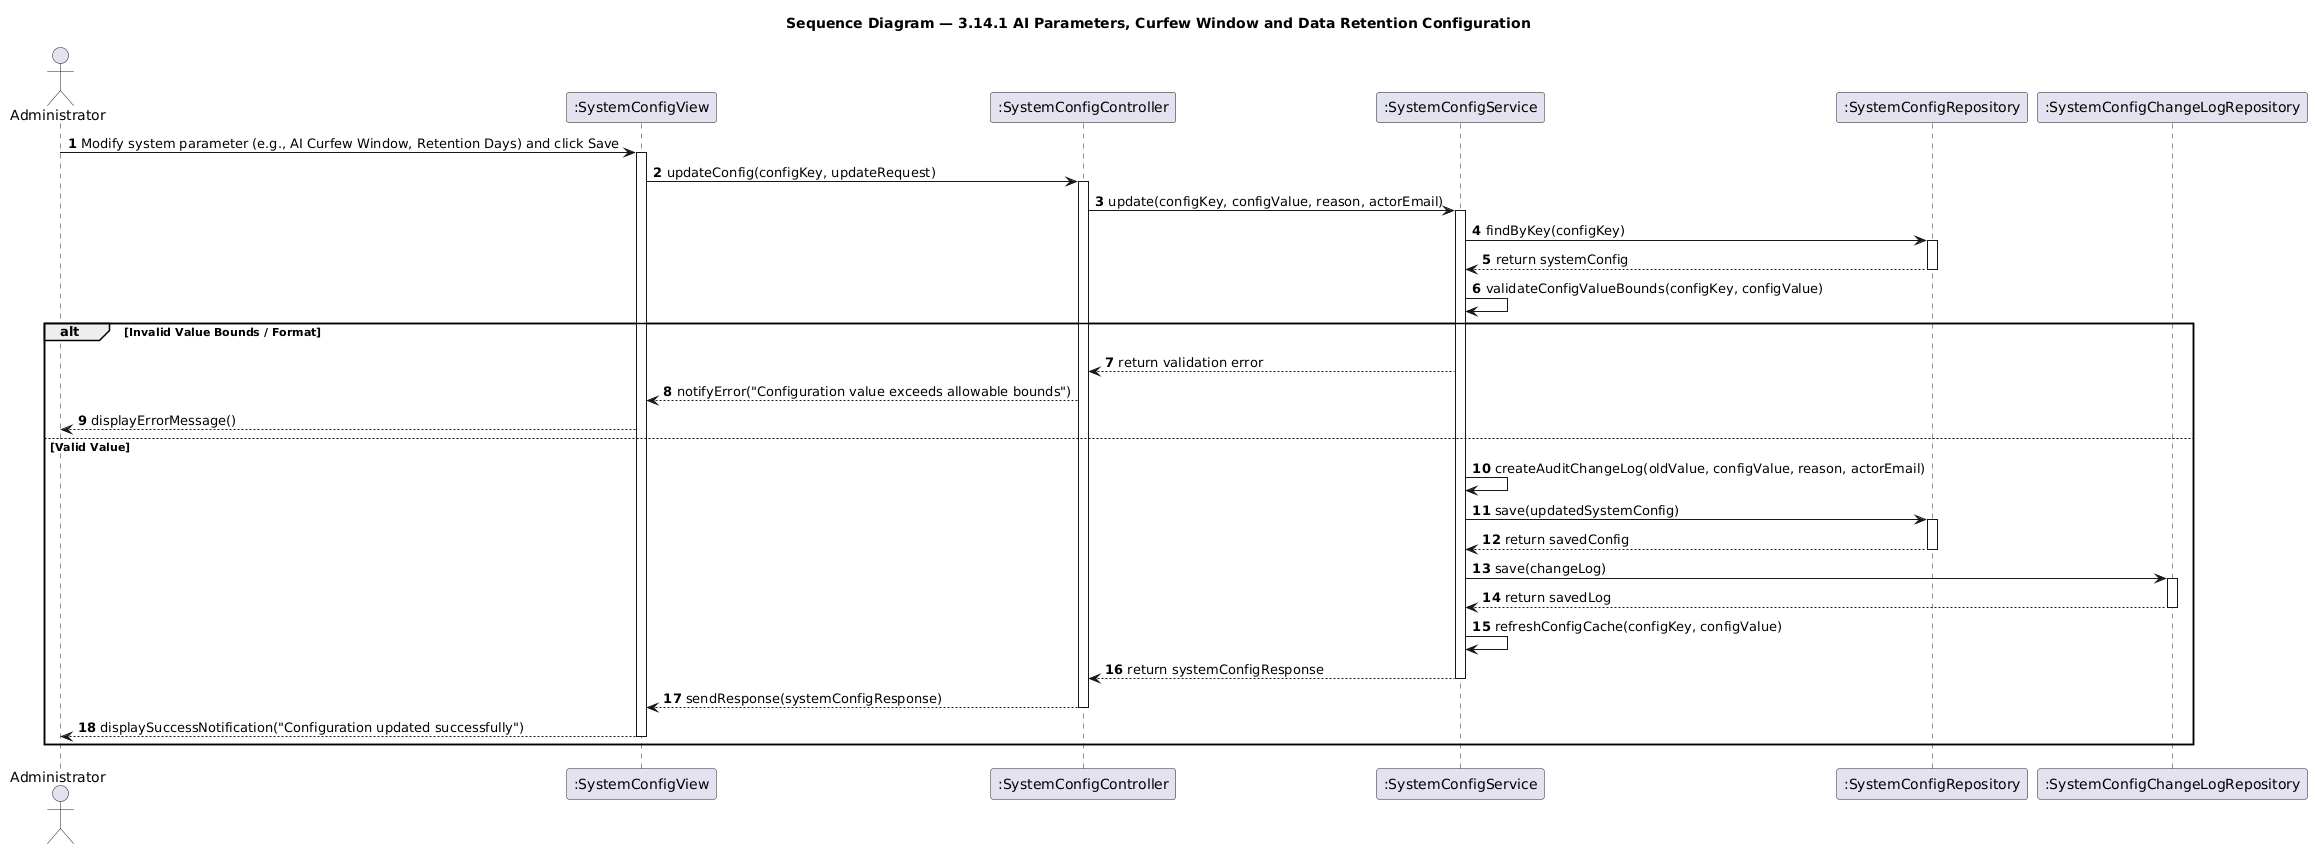 Sequence Diagram — 3.14.1 AI Parameters, Curfew Window and Data Retention Configuration
Administrator
:SystemConfigView
:SystemConfigController
:SystemConfigService
:SystemConfigRepository
:SystemConfigChangeLogRepository
1 Modify system parameter (e.g., AI Curfew Window, Retention Days) and click Save
2 updateConfig(configKey, updateRequest)
3 update(configKey, configValue, reason, actorEmail)
4 findByKey(configKey)
5 return systemConfig
6 validateConfigValueBounds(configKey, configValue)
alt [Invalid Value Bounds / Format]
7 return validation error
8 notifyError("Configuration value exceeds allowable bounds")
9 displayErrorMessage()
[Valid Value]
10 createAuditChangeLog(oldValue, configValue, reason, actorEmail)
11 save(updatedSystemConfig)
12 return savedConfig
13 save(changeLog)
14 return savedLog
15 refreshConfigCache(configKey, configValue)
16 return systemConfigResponse
17 sendResponse(systemConfigResponse)
18 displaySuccessNotification("Configuration updated successfully")
Administrator
:SystemConfigView
:SystemConfigController
:SystemConfigService
:SystemConfigRepository
:SystemConfigChangeLogRepository